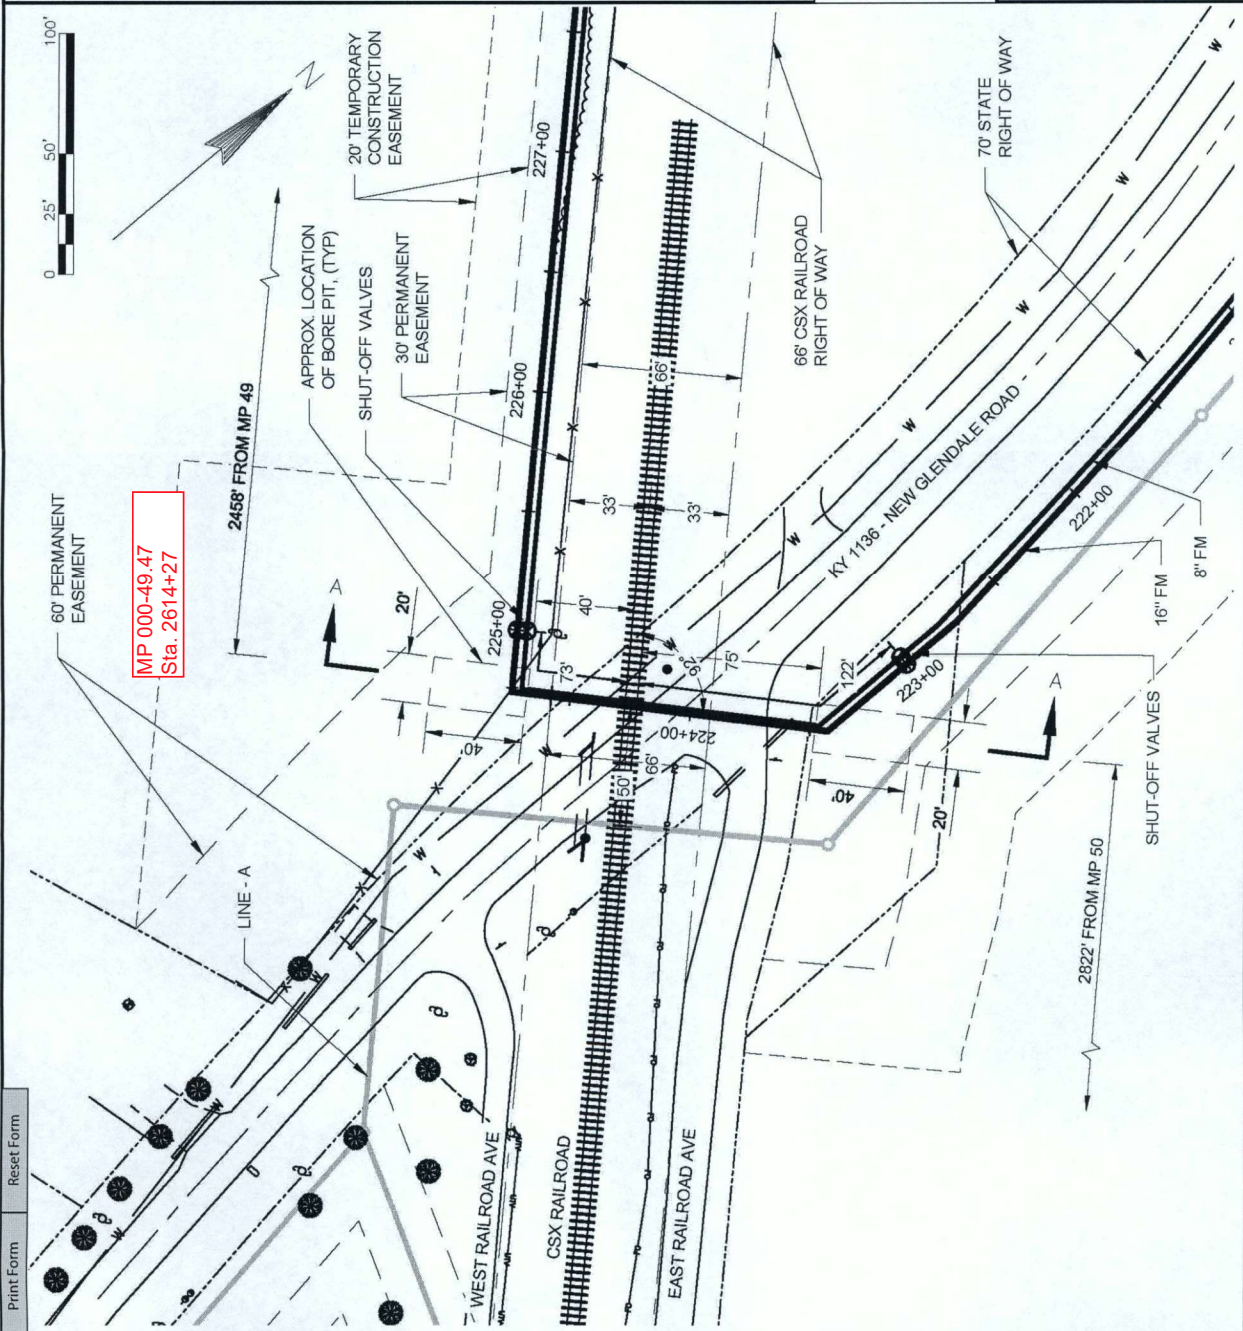 Print Form
Reset Form
0
25'
50'
100'
N
60' PERMANENT
EASEMENT
MP 000-49.47
Sta. 2614+27
2458' FROM MP 49
20' TEMPORARY
CONSTRUCTION
EASEMENT
APPROX. LOCATION
OF BORE PIT, (TYP)
SHUT-OFF VALVES
30' PERMANENT
EASEMENT
227+00
226+00
225+00
A
20'
40'
73'
40'
33'
33'
66'
66' CSX RAILROAD
RIGHT OF WAY
70' STATE
RIGHT OF WAY
KY 1136 - NEW GLENDALE ROAD
W
W
W
W
W
W
W
W
W
W
W
LINE - A
50'
66'
224+00
75'
122'
223+00
222+00
16" FM
8" FM
40'
20'
A
SHUT-OFF VALVES
2822' FROM MP 50
WEST RAILROAD AVE
CSX RAILROAD
EAST RAILROAD AVE